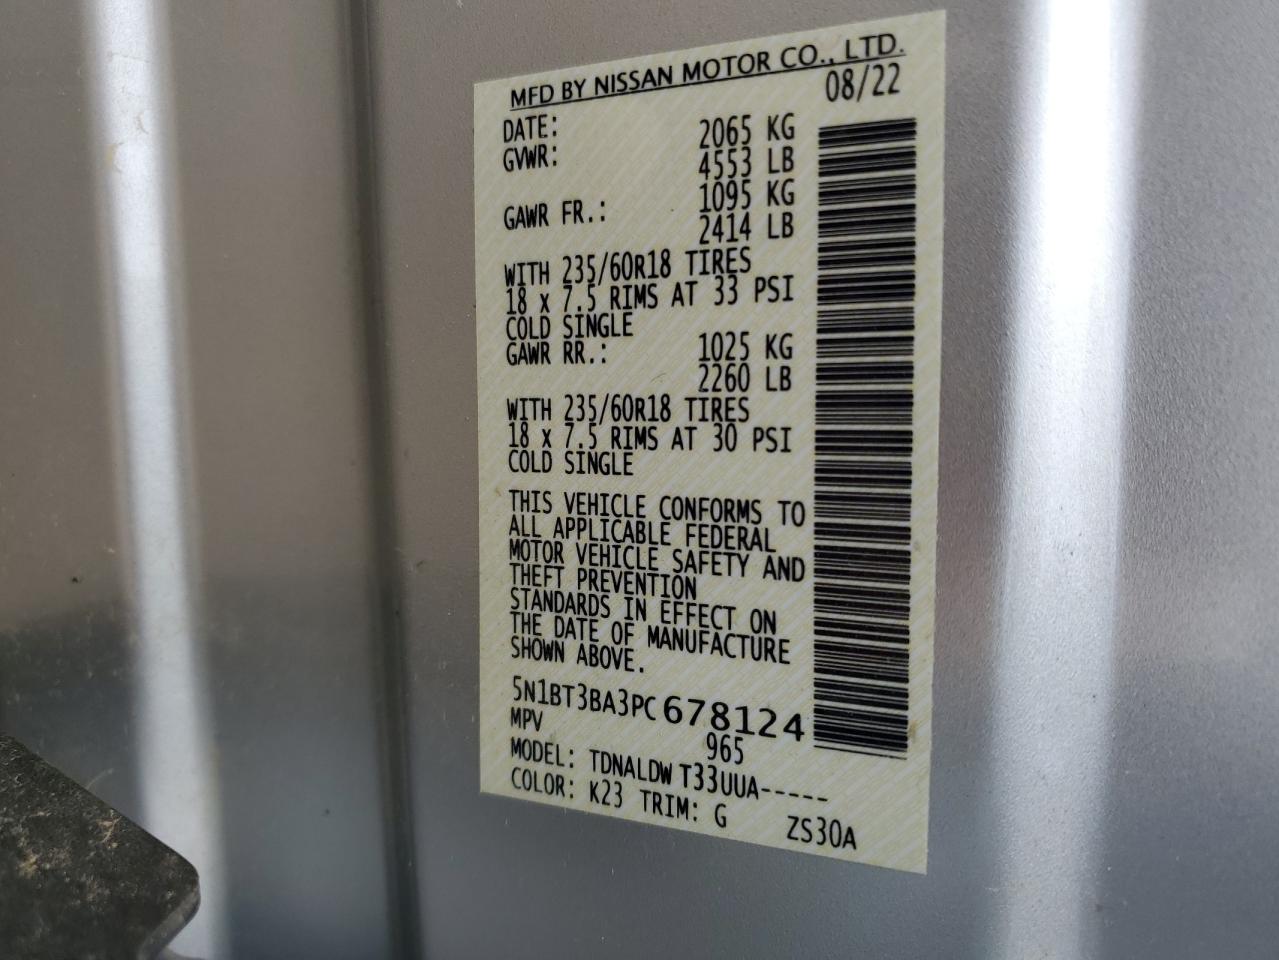 MFD BY NISSAN MOTOR CO., LTD.
DATE: 08/22
GVWR: 2065 KG
4553 LB
GAWR FR.: 1095 KG
2414 LB
WITH 235/60R18 TIRES
18 x 7.5 RIMS AT 33 PSI
COLD SINGLE
GAWR RR.: 1025 KG
2260 LB
WITH 235/60R18 TIRES
18 x 7.5 RIMS AT 30 PSI
COLD SINGLE
THIS VEHICLE CONFORMS TO
ALL APPLICABLE FEDERAL
MOTOR VEHICLE SAFETY AND
THEFT PREVENTION
STANDARDS IN EFFECT ON
THE DATE OF MANUFACTURE
SHOWN ABOVE.
5N1BT3BA3PC678124
MPV 965
MODEL: TDNALDW T33UUA-----
COLOR: K23 TRIM: G ZS30A